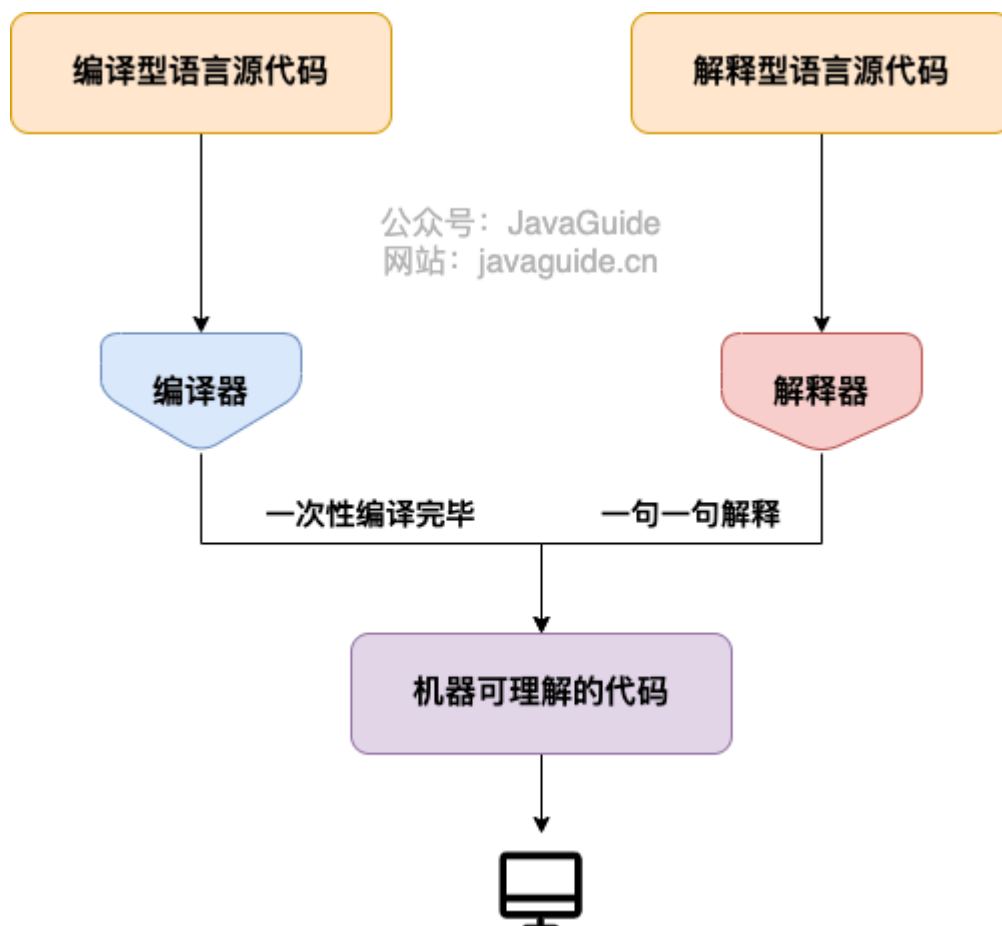 编译型语言源代码
解释型语言源代码
公众号：JavaGuide
网站：javaguide.cn
编译器
解释器
一次性编译完毕
一句一句解释
机器可理解的代码